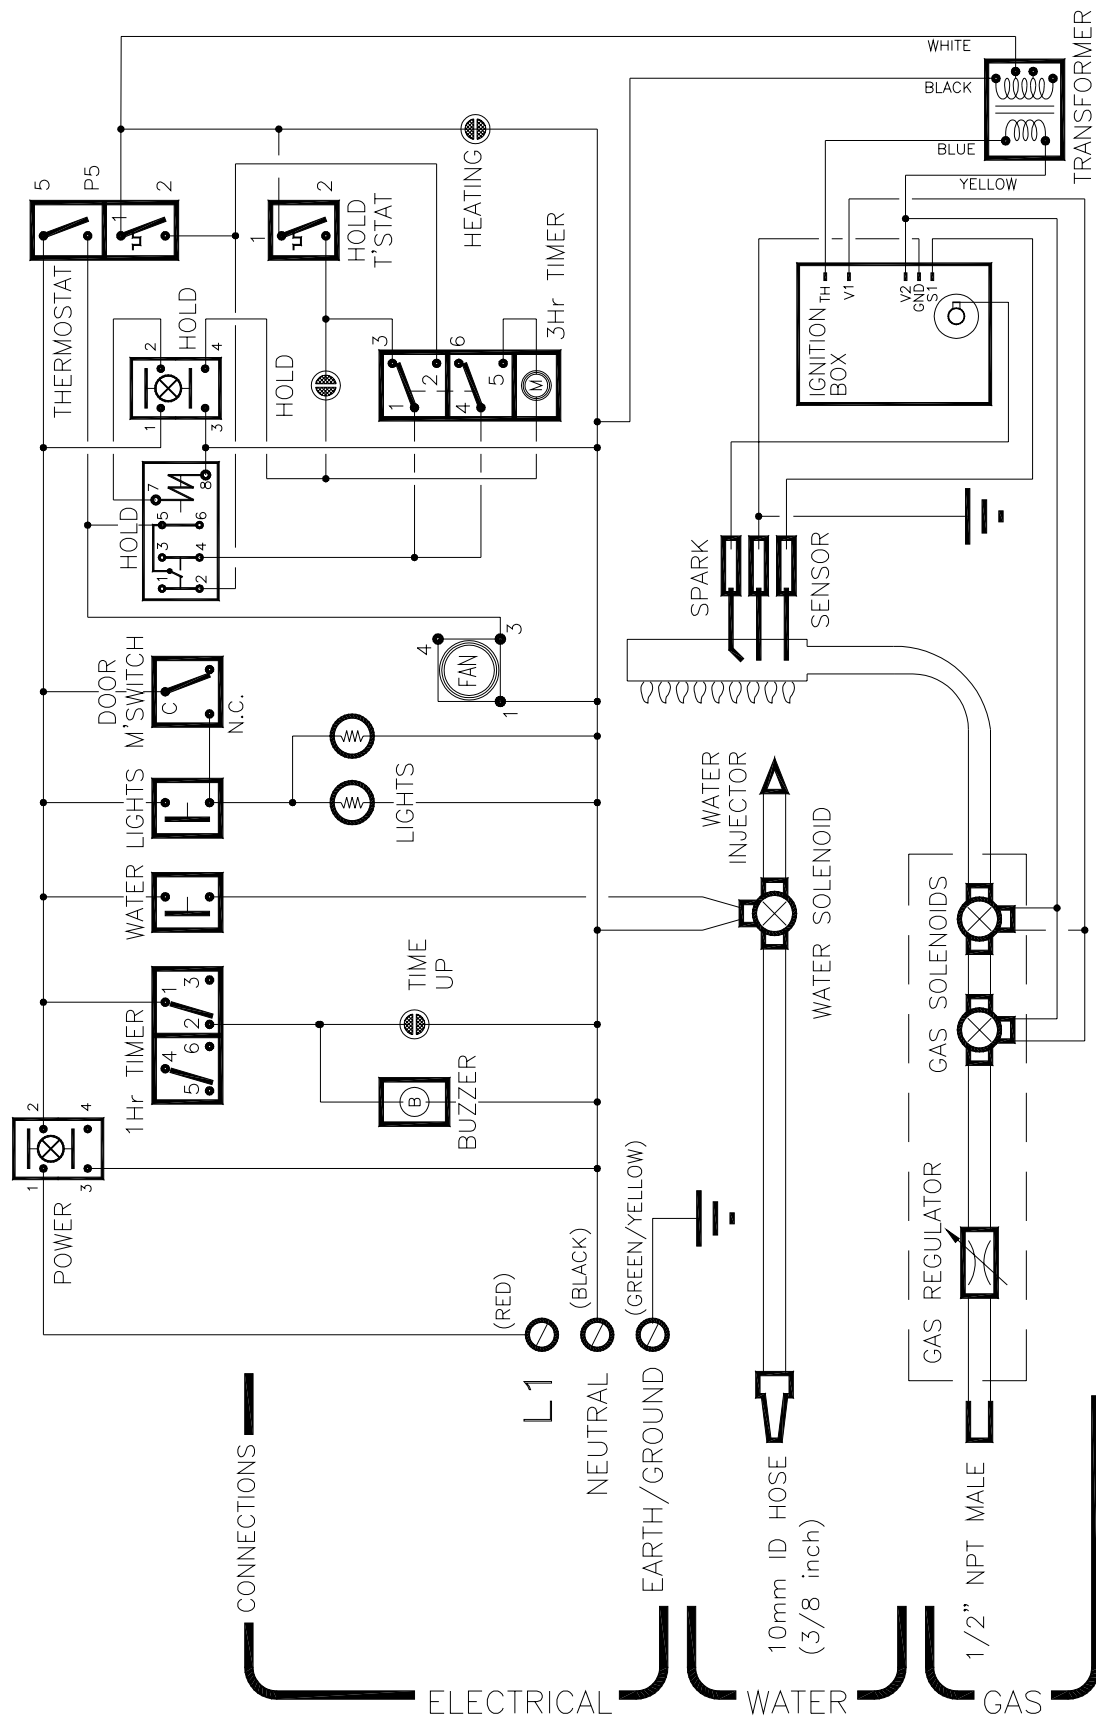 CONNECTIONS
ELECTRICAL
L1
NEUTRAL
EARTH/GROUND
(RED)
(BLACK)
(GREEN/YELLOW)
WATER
10mm ID HOSE
(3/8 inch)
GAS
1/2" NPT MALE
POWER
1
2
3
4
1Hr TIMER
5
4
6
2
1
3
BUZZER
B
TIME
UP
WATER
LIGHTS
LIGHTS
DOOR
M'SWITCH
C
N.C.
FAN
1
3
4
HOLD
1
2
3
4
5
6
7
8
HOLD
1
2
3
4
THERMOSTAT
5
P5
1
2
HOLD
HOLD
T'STAT
1
2
HEATING
3Hr TIMER
1
2
3
4
5
6
M
WATER
INJECTOR
WATER SOLENOID
GAS REGULATOR
GAS SOLENOIDS
SPARK
SENSOR
IGNITION
BOX
TH
V1
V2
GND
S1
TRANSFORMER
WHITE
BLACK
BLUE
YELLOW